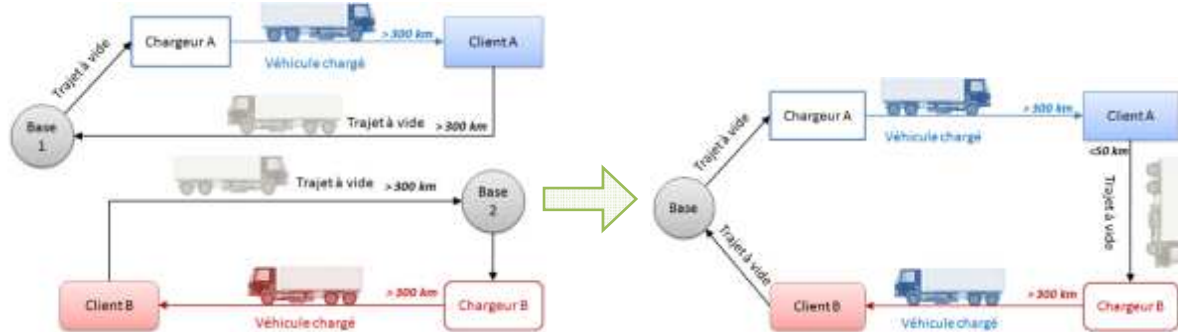 Chargeur A
> 300 km
Client A
Véhicule chargé
Trajet à vide
Base
1
Trajet à vide
> 300 km
Trajet à vide
> 300 km
Base
2
Client B
> 300 km
Chargeur B
Véhicule chargé
Chargeur A
> 300 km
Client A
Véhicule chargé
Trajet à vide
<50 km
Trajet
à vide
Base
Trajet à vide
Client B
> 300 km
Chargeur B
Véhicule chargé